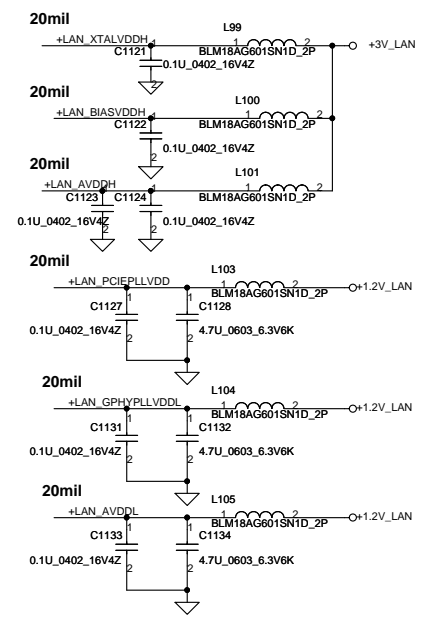 20mil
L99
+LAN_XTALVDDH 1 2 +3V_LAN
C1121 1 BLM18AG601SN1D_2P
0.1U_0402_16V4Z
2
20mil
L100
+LAN_BIASVDDH 1 2
C1122 1 BLM18AG601SN1D_2P
0.1U_0402_16V4Z
2
20mil
L101
+LAN_AVDDH 1 2
C1123 1 C1124 1 BLM18AG601SN1D_2P
0.1U_0402_16V4Z 0.1U_0402_16V4Z
2 2
20mil
L103
+LAN_PCIEPLLVDD 1 2 +1.2V_LAN
1 1 BLM18AG601SN1D_2P
C1127 C1128
0.1U_0402_16V4Z 4.7U_0603_6.3V6K
2 2
20mil
L104
+LAN_GPHYPLLVDDL 1 2 +1.2V_LAN
1 1 BLM18AG601SN1D_2P
C1131 C1132
0.1U_0402_16V4Z 4.7U_0603_6.3V6K
2 2
20mil
L105
+LAN_AVDDL 1 2 +1.2V_LAN
1 1 BLM18AG601SN1D_2P
C1133 C1134
0.1U_0402_16V4Z 4.7U_0603_6.3V6K
2 2